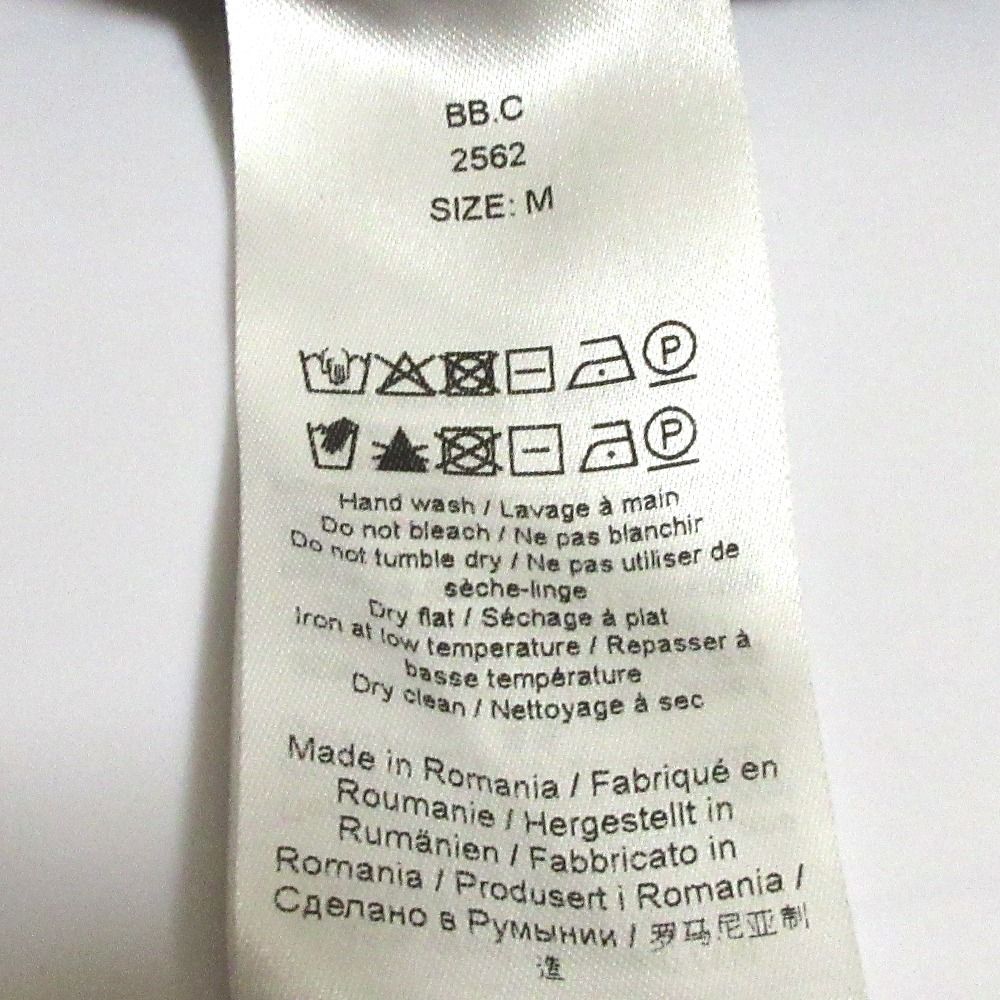 BB.C
2562
SIZE: M
P
P
Hand wash / Lavage à main
Do not bleach / Ne pas blanchir
Do not tumble dry / Ne pas utiliser de
sèche-linge
Dry flat / Séchage à plat
Iron at low temperature / Repasser à
basse température
Dry clean / Nettoyage à sec
Made in Romania / Fabriqué en
Roumanie / Hergestellt in
Rumänien / Fabbricato in
Romania / Produsert i Romania /
Сделано в Румынии / 罗马尼亚制
造